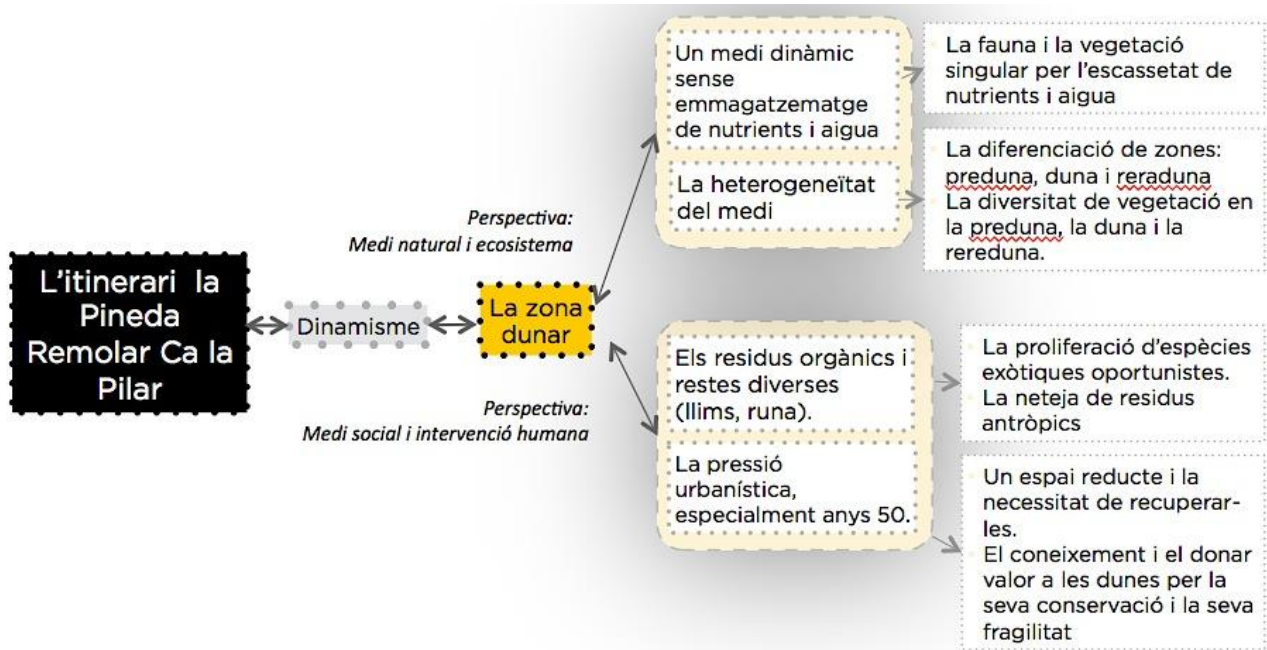 L'itinerari la
Pineda
Remolar Ca la
Pilar
Dinamisme
La zona
dunar
Perspectiva:
Medi natural i ecosistema
Un medi dinàmic
sense
emmagatzematge
de nutrients i aigua
La heterogeneïtat
del medi
La fauna i la vegetació
singular per l'escassetat de
nutrients i aigua
La diferenciació de zones:
preduna, duna i reraduna
La diversitat de vegetació en
la preduna, la duna i la
rereduna.
Perspectiva:
Medi social i intervenció humana
Els residus orgànics i
restes diverses
(llims, runa).
La pressió
urbanística,
especialment anys 50.
La proliferació d'espècies
exòtiques oportunistes.
La neteja de residus
antròpics
Un espai reducte i la
necessitat de recuperar-
les.
El coneixement i el donar
valor a les dunes per la
seva conservació i la seva
fragilitat